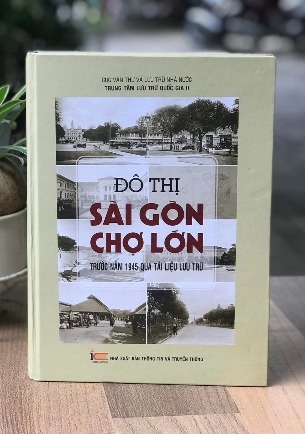 CỤC VĂN THƯ VÀ LƯU TRỮ NHÀ NƯỚC
TRUNG TÂM LƯU TRỮ QUỐC GIA II
ĐÔ THỊ
SÀI GÒN
CHỢ LỚN
TRƯỚC NĂM 1945 QUA TÀI LIỆU LƯU TRỮ
NHÀ XUẤT BẢN THÔNG TIN VÀ TRUYỀN THÔNG